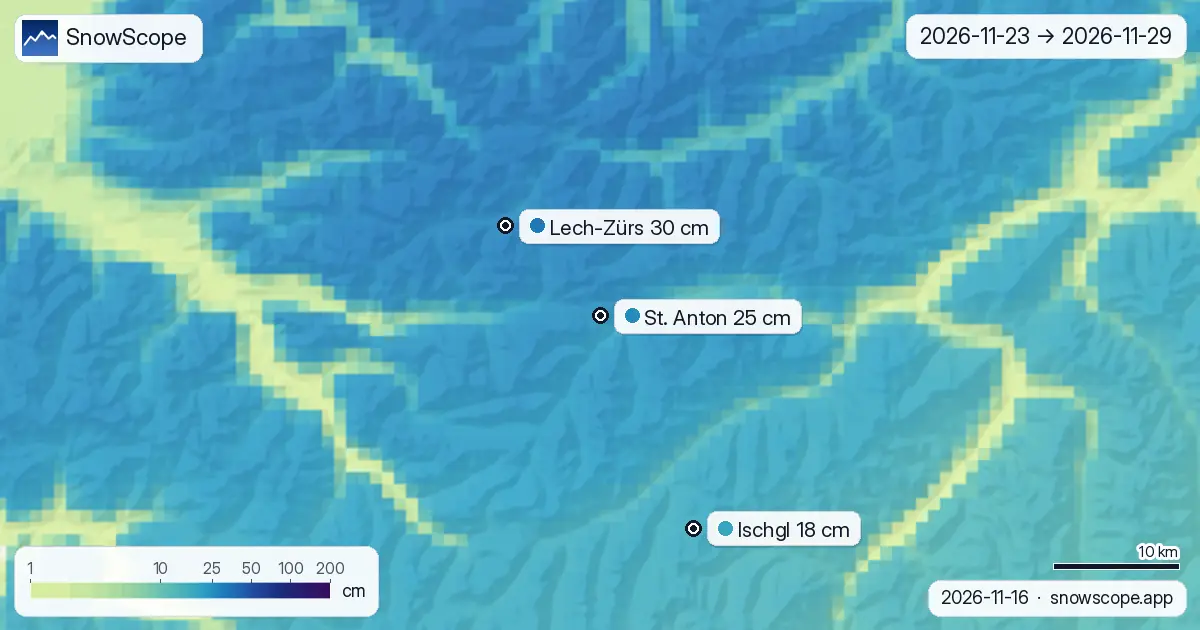 SnowScope
2026-11-23 → 2026-11-29
Lech-Zürs 30 cm
St. Anton 25 cm
Ischgl 18 cm
1 10 25 50 100 200
cm
10 km
2026-11-16 · snowscope.app